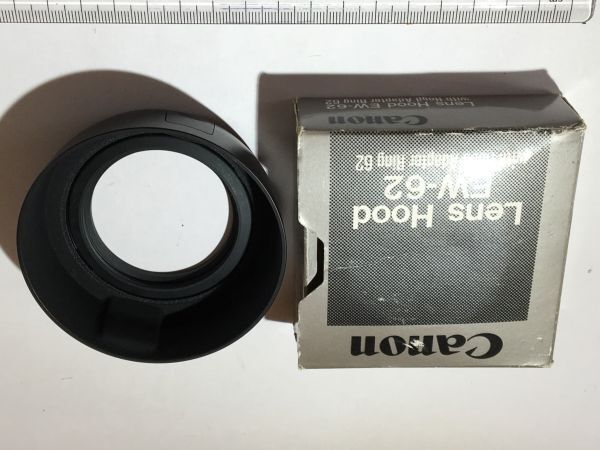 Canon
Lens Hood
EW-62
with Hood Adapter Ring 62
Canon
Lens Hood EW-62
with Hood Adapter Ring 62